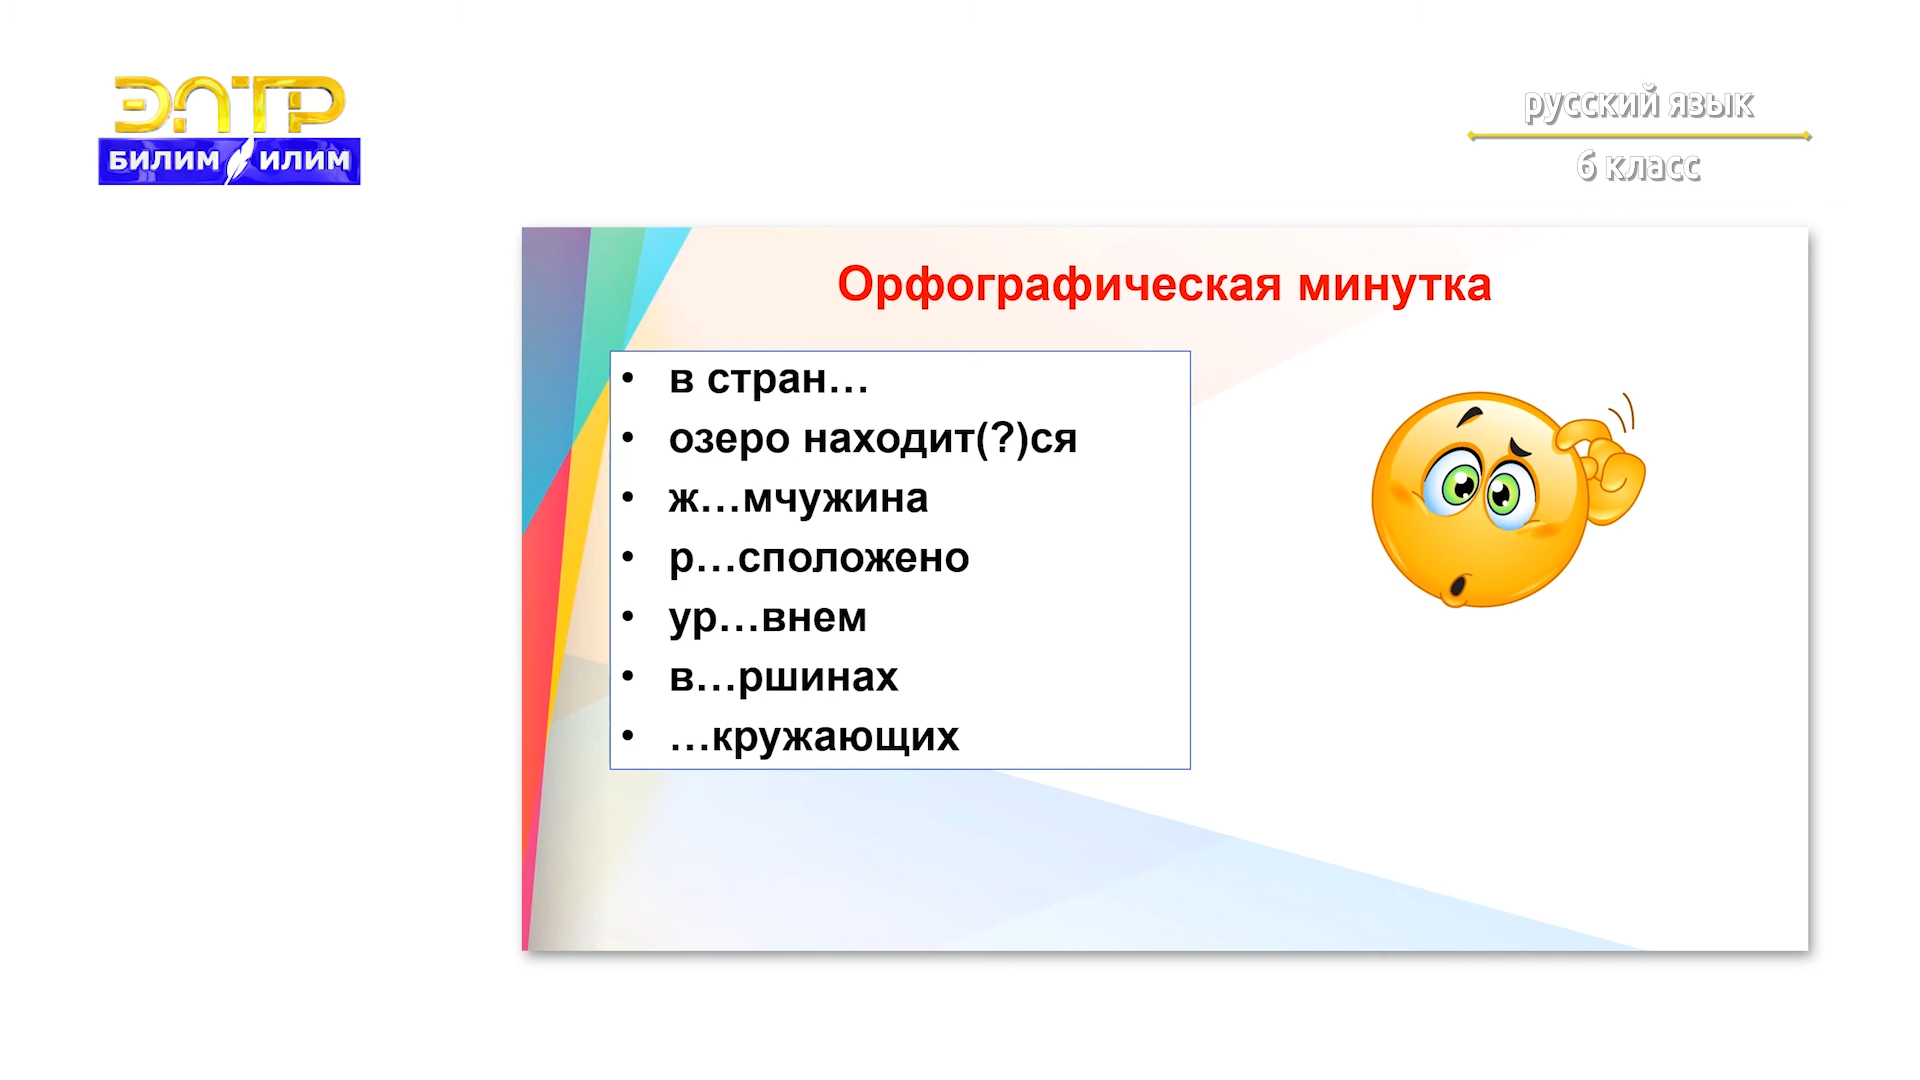 ЭЛТР
БИЛИМ ИЛИМ
русский язык
6 класс
Орфографическая минутка
• в стран…
• озеро находит(?)ся
• ж…мчужина
• р…сположено
• ур…внем
• в…ршинах
• …кружающих